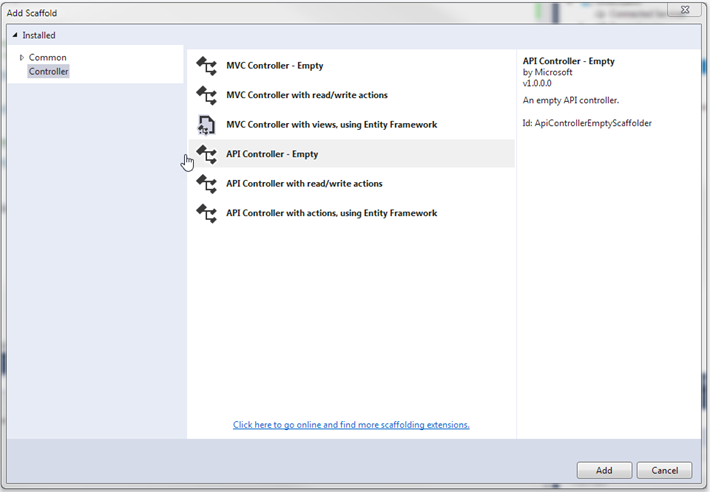 Add Scaffold
Installed
Common
Controller
MVC Controller - Empty
MVC Controller with read/write actions
MVC Controller with views, using Entity Framework
API Controller - Empty
API Controller with read/write actions
API Controller with actions, using Entity Framework
Click here to go online and find more scaffolding extensions.
API Controller - Empty
by Microsoft
v1.0.0.0
An empty API controller.
Id: ApiControllerEmptyScaffolder
Add
Cancel